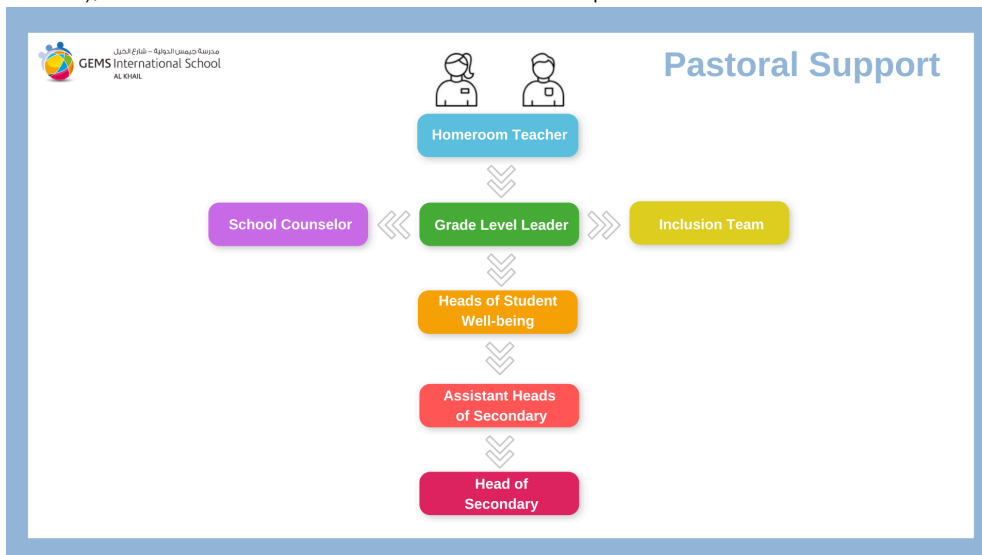 مدرسة جيمس الدولية – شارع الخيل
GEMS International School
AL KHAIL
Pastoral Support
Homeroom Teacher
School Counselor
Grade Level Leader
Inclusion Team
Heads of Student
Well-being
Assistant Heads
of Secondary
Head of
Secondary